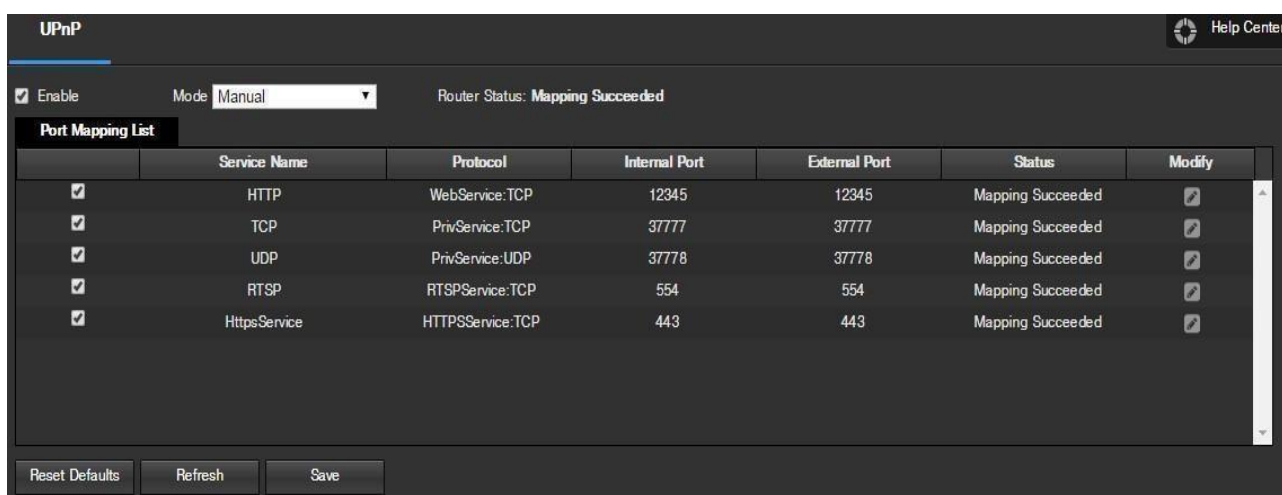 UPnP Help Center
Enable Mode Manual Router Status: Mapping Succeeded
Port Mapping List
Service Name Protocol Internal Port External Port Status Modify
HTTP WebService:TCP 12345 12345 Mapping Succeeded
TCP PrivService:TCP 37777 37777 Mapping Succeeded
UDP PrivService:UDP 37778 37778 Mapping Succeeded
RTSP RTSPService:TCP 554 554 Mapping Succeeded
HttpsService HTTPSService:TCP 443 443 Mapping Succeeded
Reset Defaults Refresh Save